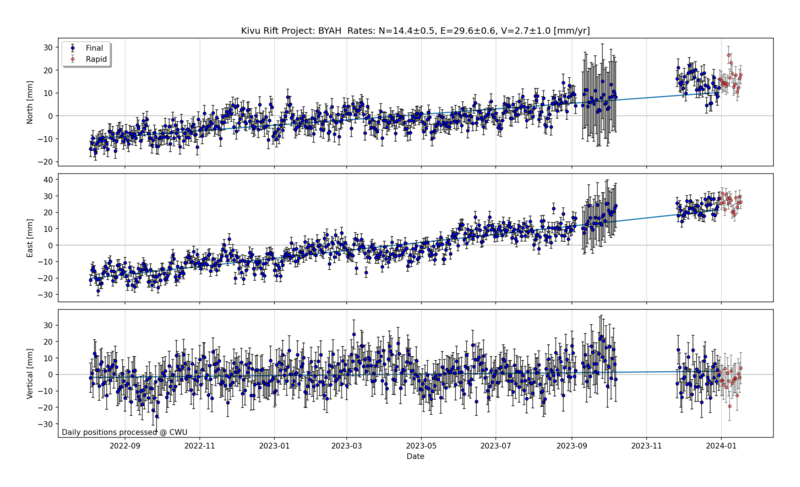 Kivu Rift Project: BYAH Rates: N=14.4±0.5, E=29.6±0.6, V=2.7±1.0 [mm/yr]
Final
Rapid
North [mm]
30
20
10
0
−10
−20
East [mm]
40
30
20
10
0
−10
−20
−30
Vertical [mm]
30
20
10
0
−10
−20
−30
Daily positions processed @ CWU
2022-09 2022-11 2023-01 2023-03 2023-05 2023-07 2023-09 2023-11 2024-01
Date